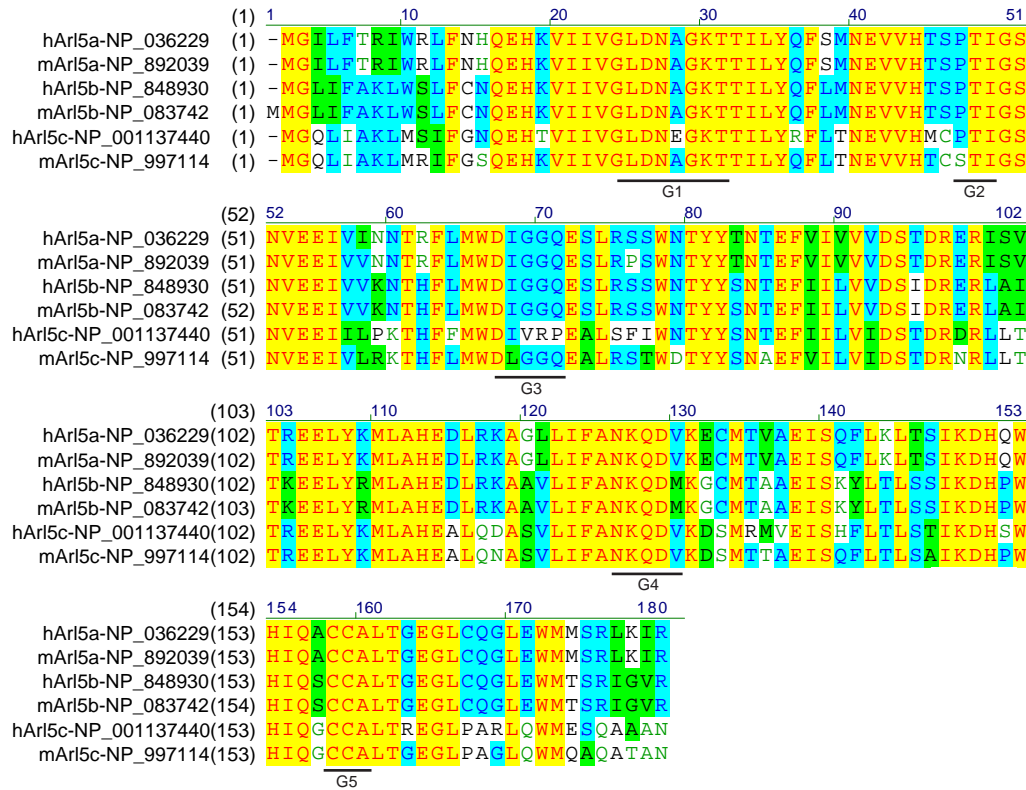 (1) 1 10 20 30 40 51
hArl5a-NP_036229 (1) -MGILFTRIWRLFNHQEHKVIIVGLDNAGKTTILYQFSMNEVVHTSPTIGS
mArl5a-NP_892039 (1) -MGILFTRIWRLFNHQEHKVIIVGLDNAGKTTILYQFSMNEVVHTSPTIGS
hArl5b-NP_848930 (1) -MGLIFAKLWSLFCNQEHKVIIVGLDNAGKTTILYQFLMNEVVHTSPTIGS
mArl5b-NP_083742 (1) MMGLIFAKLWSLFCNQEHKVIIVGLDNAGKTTILYQFLMNEVVHTSPTIGS
hArl5c-NP_001137440 (1) -MGQLIAKLMSIFGNQEHTVIIVGLDNEGKTTILYRFLTNEVVHMCPTIGS
mArl5c-NP_997114 (1) -MGQLIAKLMRIFGSQEHKVIIVGLDNAGKTTILYQFLTNEVVHTCSTIGS
G1 G2
(52) 52 60 70 80 90 102
hArl5a-NP_036229 (51) NVEEIVINNTRFLMWDIGGQESLRSSWNTYYTNTEFVIVVVDSTDRERISV
mArl5a-NP_892039 (51) NVEEIVVNNTRFLMWDIGGQESLRPSWNTYYTNTEFVIVVVDSTDRERISV
hArl5b-NP_848930 (51) NVEEIVVKNTHFLMWDIGGQESLRSSWNTYYSNTEFIILVVDSIDRERLAI
mArl5b-NP_083742 (52) NVEEIVVKNTHFLMWDIGGQESLRSSWNTYYSNTEFIILVVDSIDRERLAI
hArl5c-NP_001137440 (51) NVEEIILPKTHFFMWDIVRPEALSFIWNTYYSNTEFIILVIDSTDRDRLLT
mArl5c-NP_997114 (51) NVEEIVLRKTHFLMWDLGGQEALRSTWDTYYSNAEFVILVIDSTDRNRLLT
G3
(103) 103 110 120 130 140 153
hArl5a-NP_036229(102) TREELYKMLAHEDLRKAGLLIFANKQDVKECMTVAEISQFLKLTSIKDHQW
mArl5a-NP_892039(102) TREELYKMLAHEDLRKAGLLIFANKQDVKECMTVAEISQFLKLTSIKDHQW
hArl5b-NP_848930(102) TKEELYRMLAHEDLRKAAVLIFANKQDMKGCMTAAEISKYLTLSSIKDHPW
mArl5b-NP_083742(103) TKEELYRMLAHEDLRKAAVLIFANKQDMKGCMTAAEISKYLTLSSIKDHPW
hArl5c-NP_001137440(102) TREELYKMLAHEALQDASVLIFANKQDVKDSMRMVEISHFLTLSTIKDHSW
mArl5c-NP_997114(102) TREELYKMLAHEALQNASVLIFANKQDVKDSMTTAEISQFLTLSAIKDHPW
G4
(154) 154 160 170 180
hArl5a-NP_036229(153) HIQACCALTGEGLCQGLEWMMSRLKIR
mArl5a-NP_892039(153) HIQACCALTGEGLCQGLEWMMSRLKIR
hArl5b-NP_848930(153) HIQSCCALTGEGLCQGLEWMTSRIGVR
mArl5b-NP_083742(154) HIQSCCALTGEGLCQGLEWMTSRIGVR
hArl5c-NP_001137440(153) HIQGCCALTREGLPARLQWMESQAAAN
mArl5c-NP_997114(153) HIQGCCALTGEGLPAGLQWMQAQATAN
G5